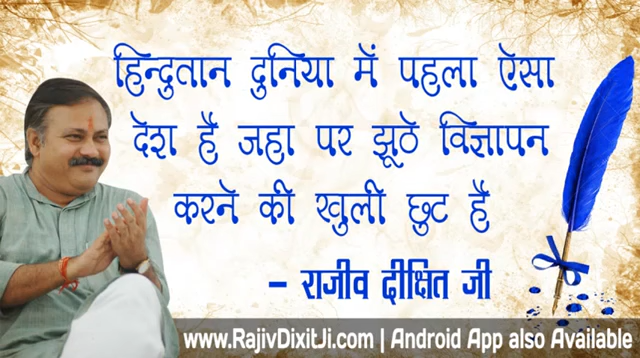 हिन्दुतान दुनिया में पहला ऐसा
देश है जहा पर झूठे विज्ञापन
करने की खुली छुट है
- राजीव दीक्षित जी
www.RajivDixitJi.com | Android App also Available